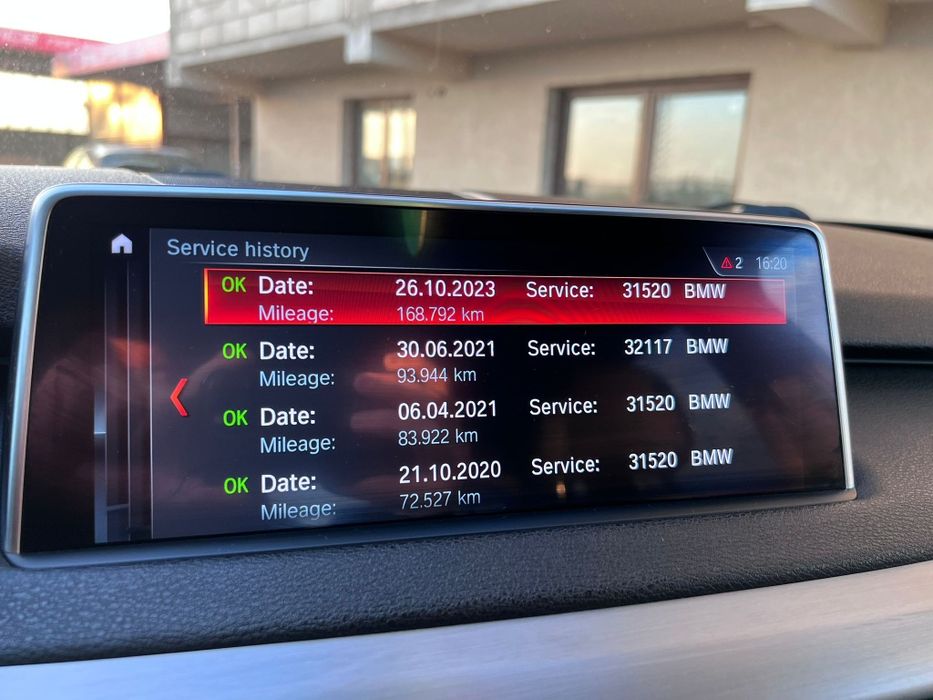 Service history
2 16:20
OK Date: 26.10.2023 Service: 31520 BMW
Mileage: 168.792 km
OK Date: 30.06.2021 Service: 32117 BMW
Mileage: 93.944 km
OK Date: 06.04.2021 Service: 31520 BMW
Mileage: 83.922 km
OK Date: 21.10.2020 Service: 31520 BMW
Mileage: 72.527 km